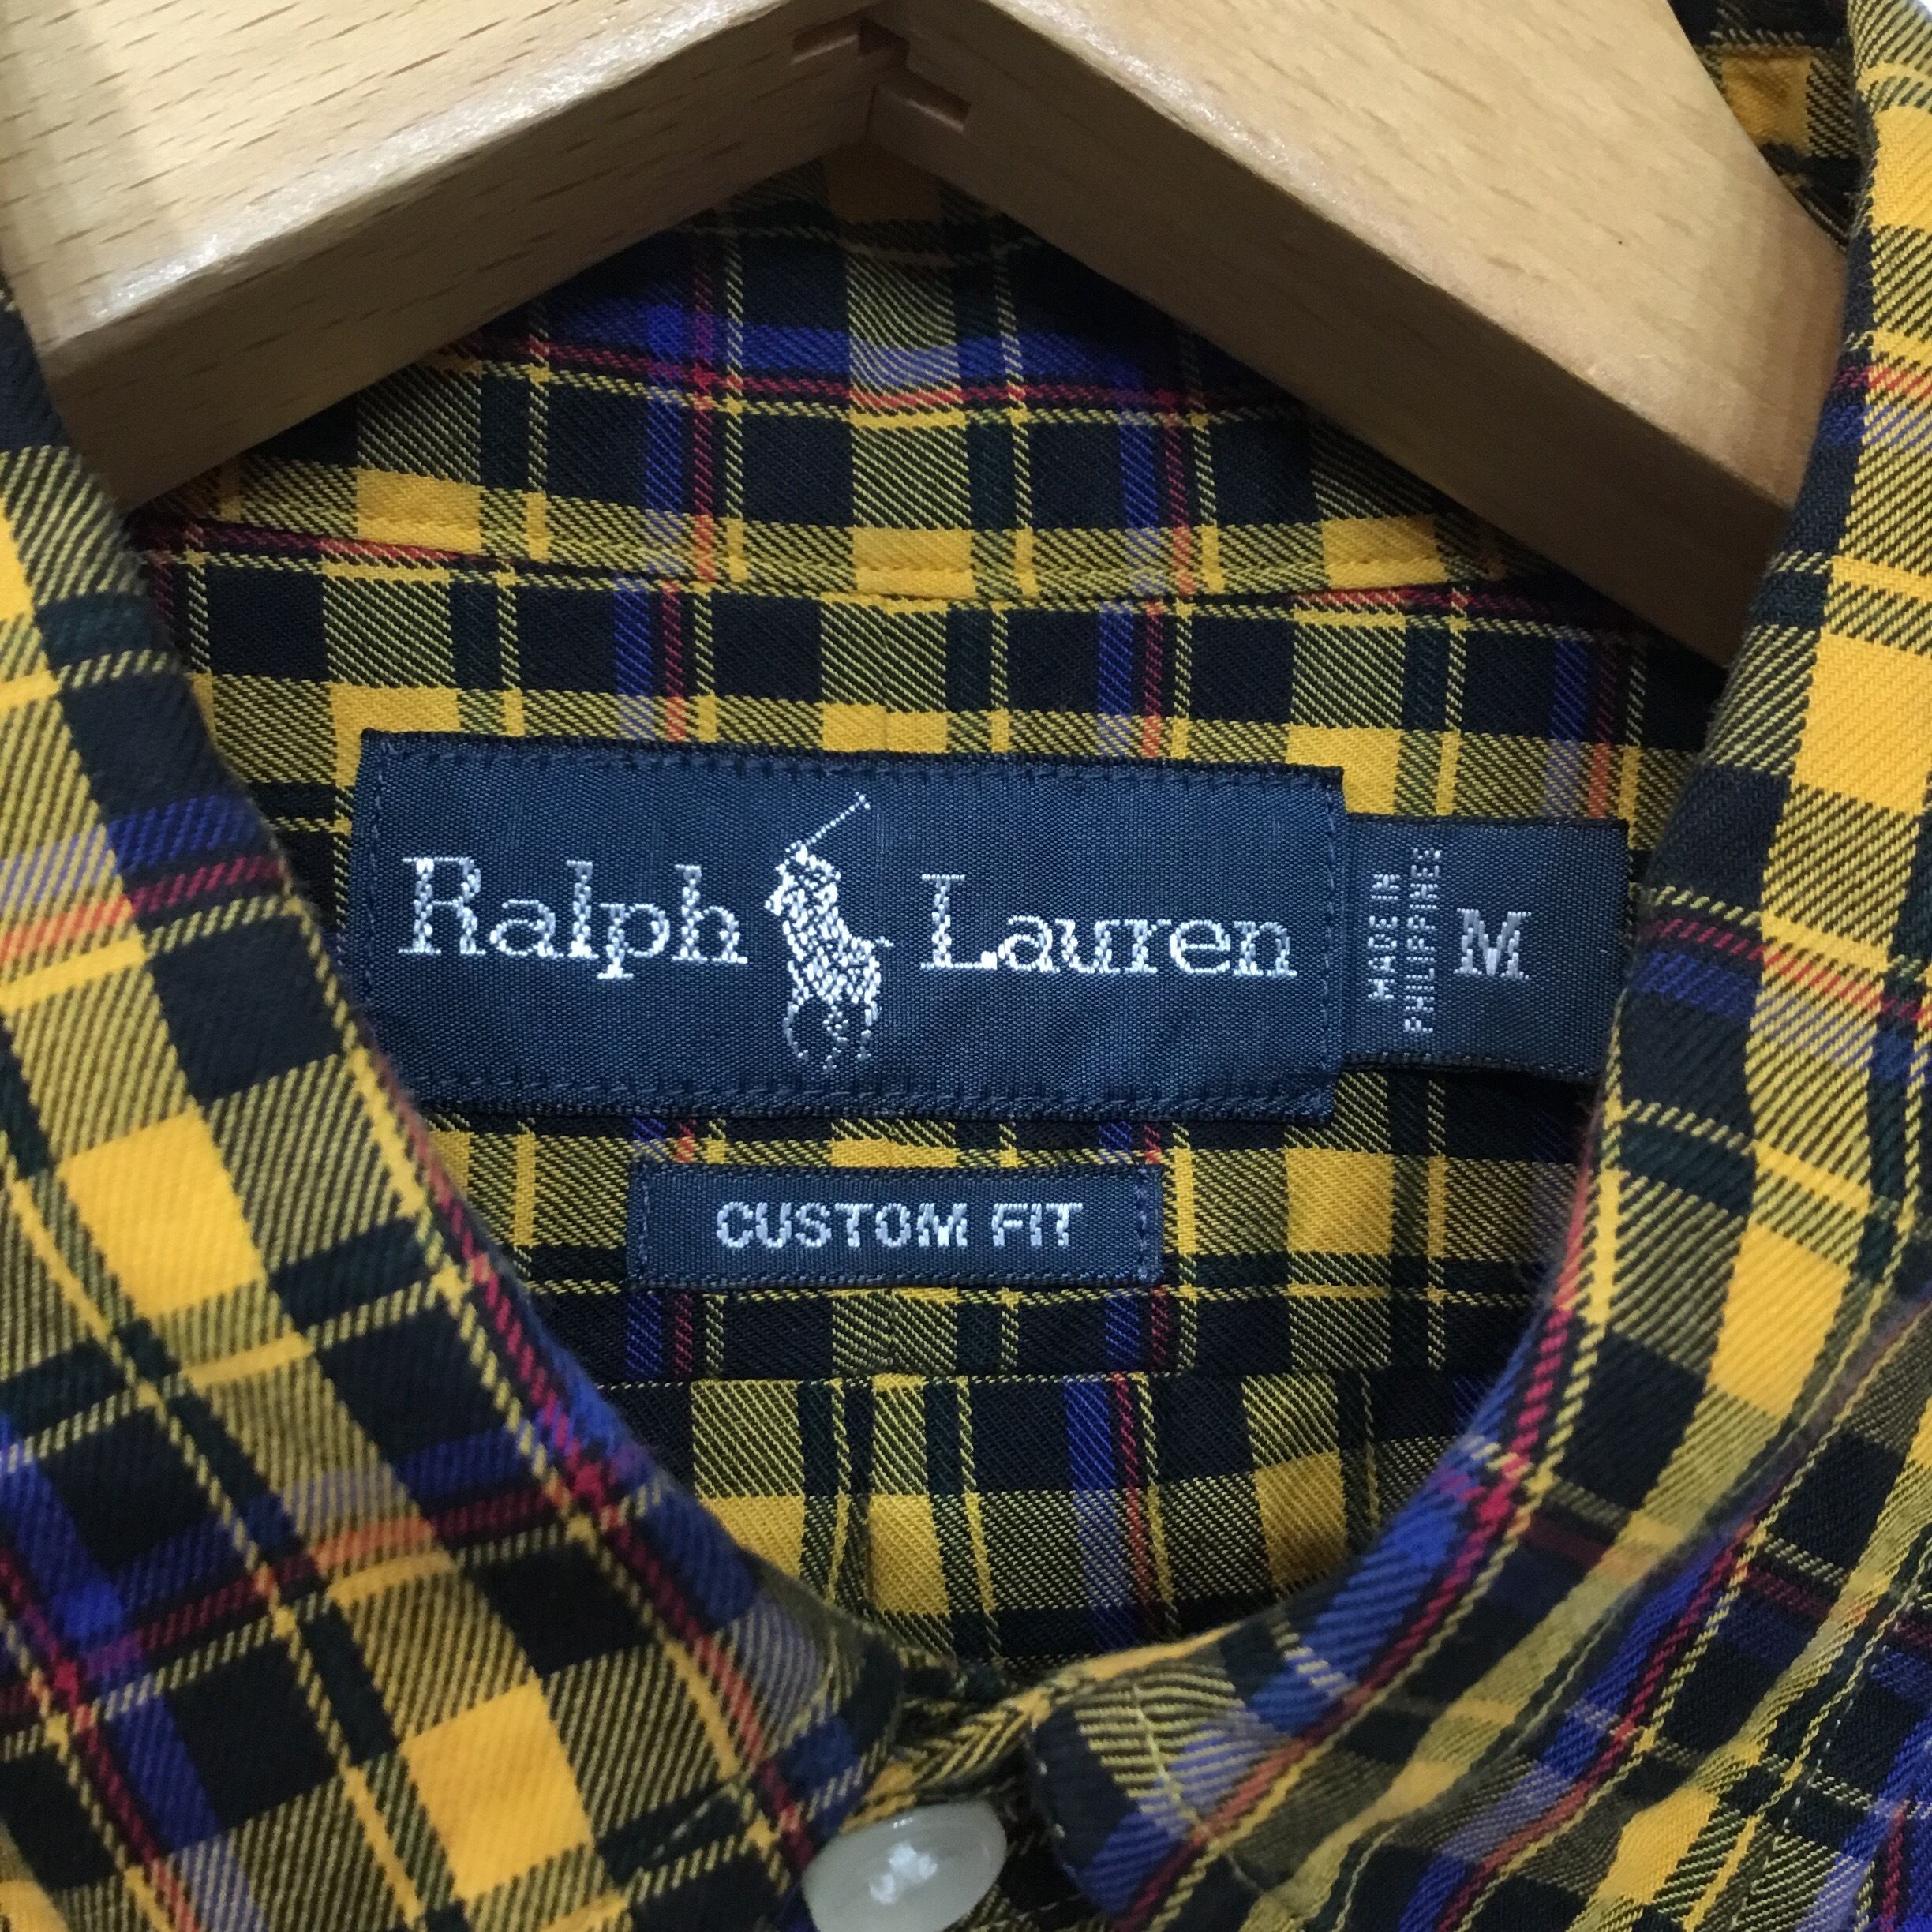 Ralph Lauren
MADE IN
PHILIPPINES
M
CUSTOM FIT